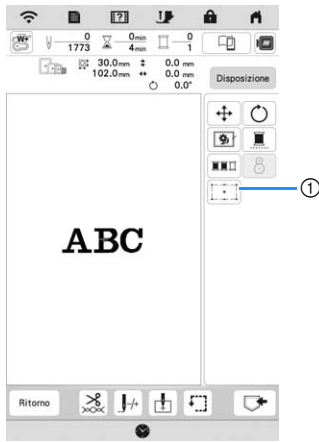 ?
W+
0
1773
0min
4min
0
1
30.0mm
102.0mm
0.0 mm
0.0 mm
0.0°
Disposizione
①
ABC
Ritorno
-/+